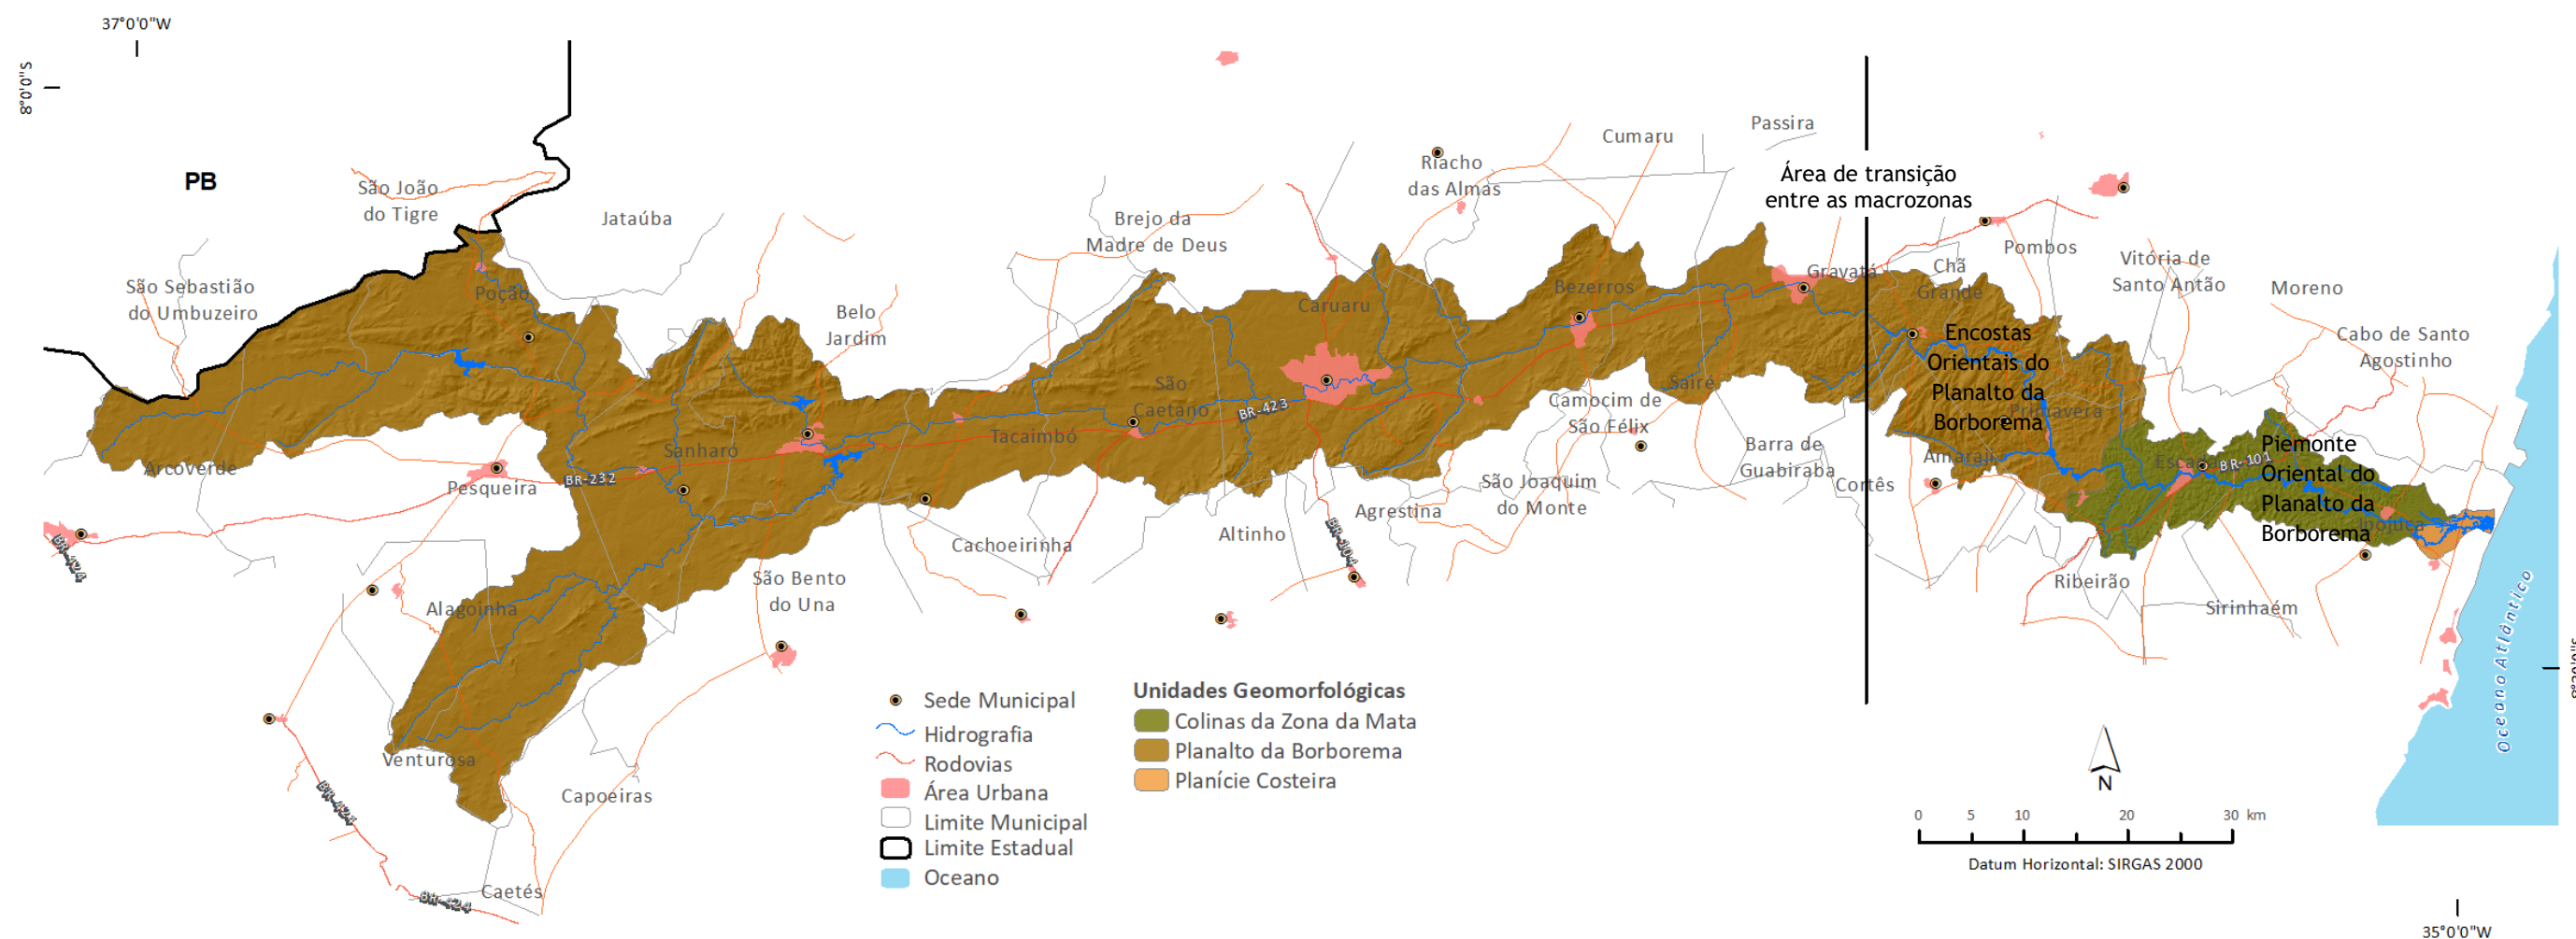 37°0'0"W
8°0'0"S
PB
São João
do Tigre
Jataúba
São Sebastião
do Umbuzeiro
Poção
Belo
Jardim
Brejo da
Madre de Deus
Riacho
das Almas
Cumaru
Passira
Área de transição
entre as macrozonas
Pombos
Chã
Grande
Vitória de
Santo Antão
Moreno
Cabo de Santo
Agostinho
Gravatá
Bezerros
Caruaru
São
Caetano
BR-423
Tacaimbó
Sanharó
BR-232
Arcoverde
Pesqueira
Sairé
Camocim de
São Félix
Barra de
Guabiraba
Cortês
São Joaquim
do Monte
Agrestina
Altinho
Cachoeirinha
São Bento
do Una
Alagoinha
Venturosa
Capoeiras
Caetés
BR-424
BR-424
BR-424
BR-104
Encostas
Orientais do
Planalto da
Borborema
Primavera
Amaraji
Escada
BR-101
Piemonte
Oriental do
Planalto da
Borborema
Ipojuca
Ribeirão
Sirinhaém
Oceano Atlântico
Sede Municipal
Hidrografia
Rodovias
Área Urbana
Limite Municipal
Limite Estadual
Oceano
Unidades Geomorfológicas
Colinas da Zona da Mata
Planalto da Borborema
Planície Costeira
N
0 5 10 20 30 km
Datum Horizontal: SIRGAS 2000
35°0'0"W